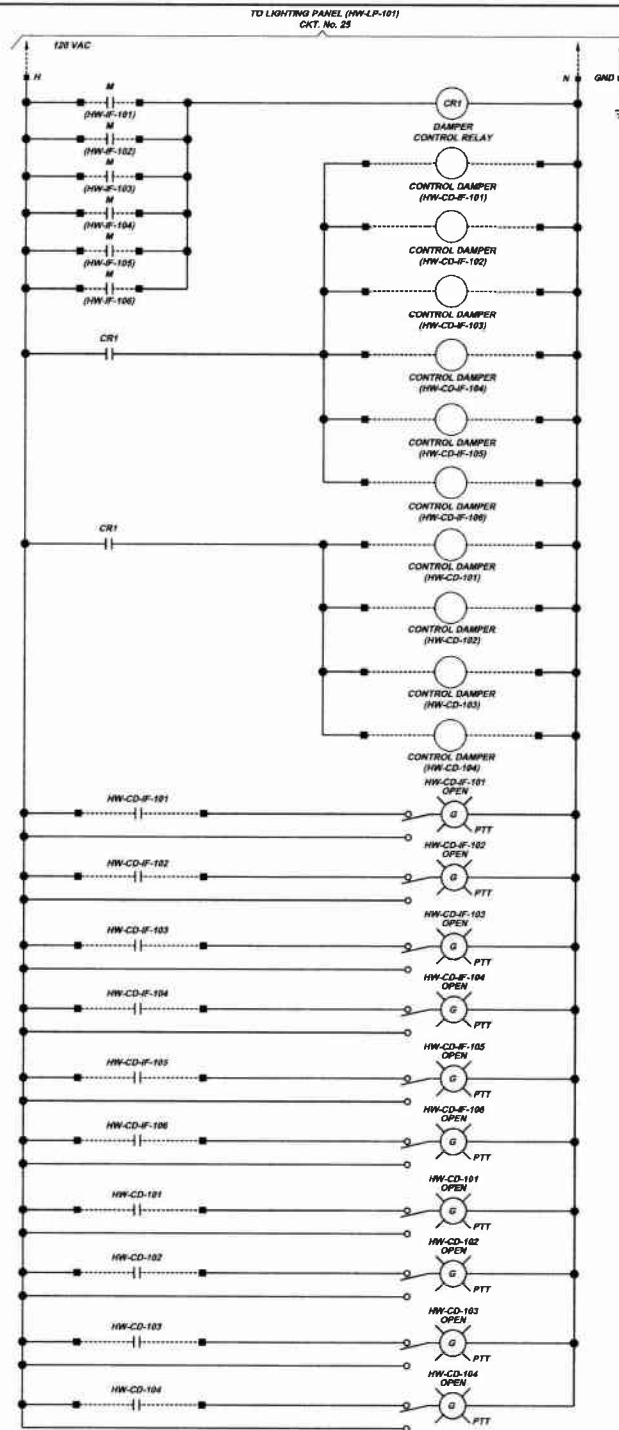 TO LIGHTING PANEL (HW-LP-101)
CKT. No. 25
120 VAC
H
N
GND
M
(HW-IF-101)
CR1
DAMPER
CONTROL RELAY
M
(HW-IF-102)
M
(HW-IF-103)
M
(HW-IF-104)
M
(HW-IF-105)
M
(HW-IF-106)
CONTROL DAMPER
(HW-CD-IF-101)
CONTROL DAMPER
(HW-CD-IF-102)
CONTROL DAMPER
(HW-CD-IF-103)
CR1
CONTROL DAMPER
(HW-CD-IF-104)
CONTROL DAMPER
(HW-CD-IF-105)
CONTROL DAMPER
(HW-CD-IF-106)
CR1
CONTROL DAMPER
(HW-CD-101)
CONTROL DAMPER
(HW-CD-102)
CONTROL DAMPER
(HW-CD-103)
CONTROL DAMPER
(HW-CD-104)
HW-CD-IF-101
HW-CD-IF-101
OPEN
G
PTT
HW-CD-IF-102
HW-CD-IF-102
OPEN
G
PTT
HW-CD-IF-103
HW-CD-IF-103
OPEN
G
PTT
HW-CD-IF-104
HW-CD-IF-104
OPEN
G
PTT
HW-CD-IF-105
HW-CD-IF-105
OPEN
G
PTT
HW-CD-IF-106
HW-CD-IF-106
OPEN
G
PTT
HW-CD-101
HW-CD-101
OPEN
G
PTT
HW-CD-102
HW-CD-102
OPEN
G
PTT
HW-CD-103
HW-CD-103
OPEN
G
PTT
HW-CD-104
HW-CD-104
OPEN
G
PTT